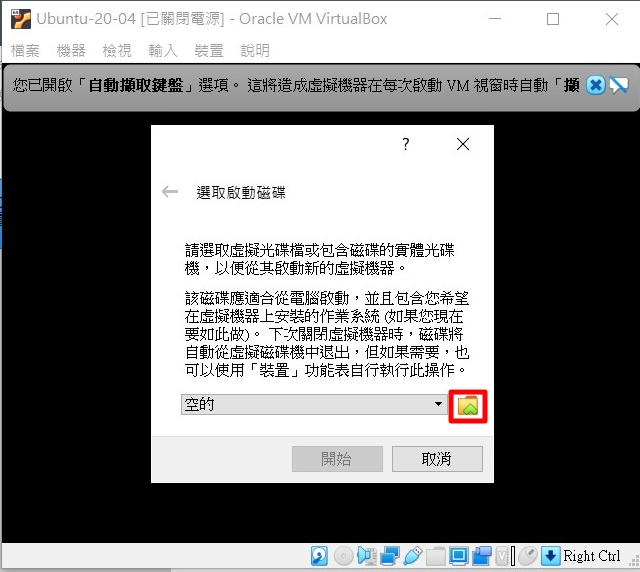 Ubuntu-20-04 [已關閉電源] - Oracle VM VirtualBox
檔案 機器 檢視 輸入 裝置 說明
您已開啟「自動擷取鍵盤」選項。 這將造成虛擬機器在每次啟動 VM 視窗時自動「擷
?
選取啟動磁碟
請選取虛擬光碟檔或包含磁碟的實體光碟
機，以便從其啟動新的虛擬機器。
該磁碟應適合從電腦啟動，並且包含您希望
在虛擬機器上安裝的作業系統 (如果您現在
要如此做)。 下次關閉虛擬機器時，磁碟將
自動從虛擬磁碟機中退出，但如果需要，也
可以使用「裝置」功能表自行執行此操作。
空的
開始 取消
Right Ctrl